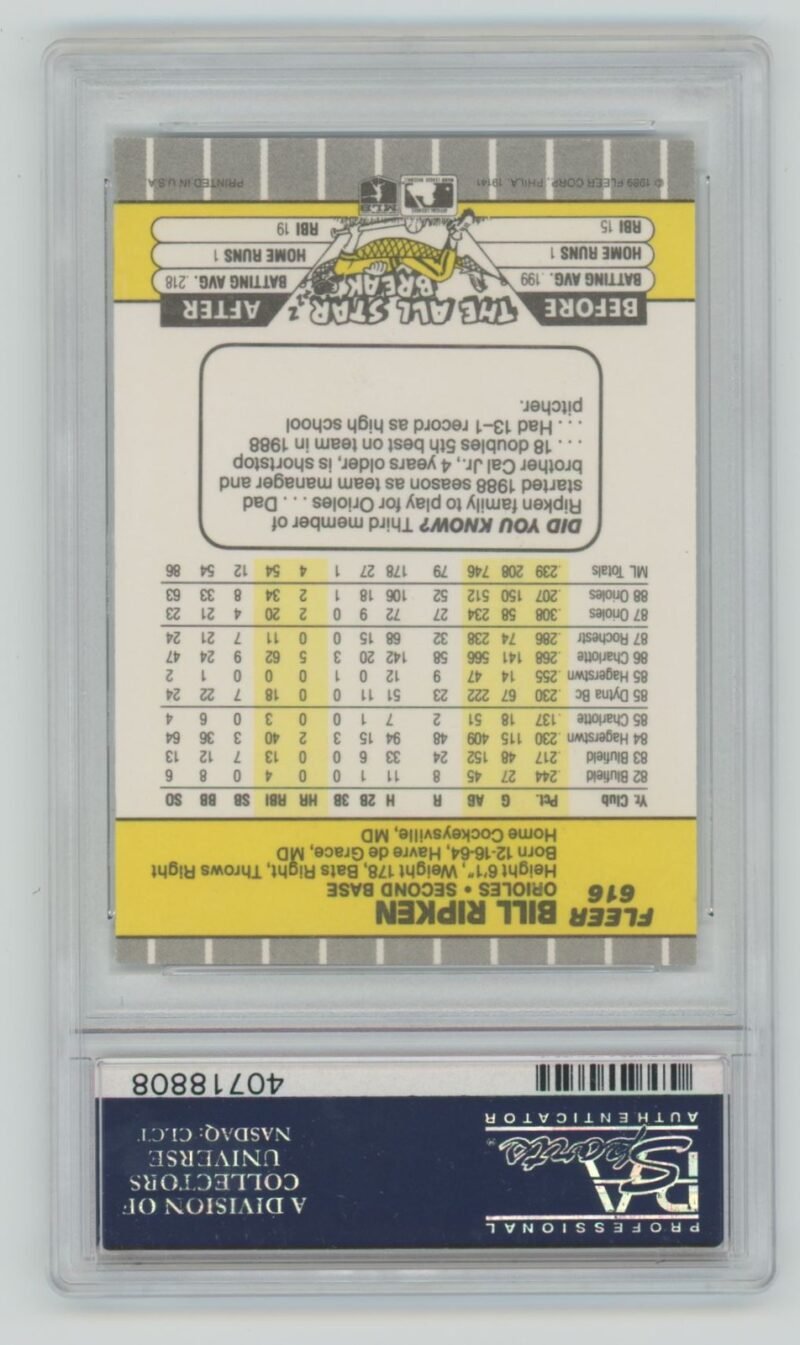 PROFESSIONAL
PSA
Sports
AUTHENTICATOR
A DIVISION OF
COLLECTORS
UNIVERSE
NASDAQ: CLCT
40718808
FLEER BILL RIPKEN
616 ORIOLES • SECOND BASE
Height 6'1", Weight 178, Bats Right, Throws Right
Born 12-16-64, Havre de Grace, MD
Home Cockeysville, MD
Yr. Club Pct. G AB R H 2B 3B HR RBI SB BB SO
82 Blufield .244 27 45 8 11 1 0 0 4 0 8 6
83 Blufield .217 48 152 24 33 6 0 0 13 7 12 13
84 Hagerstwn .230 115 409 48 94 15 3 2 40 3 36 64
85 Charlotte .137 18 51 2 7 1 0 0 3 0 6 4
85 Dytna Bc .230 67 222 23 51 11 0 0 18 7 22 24
85 Hagerstwn .255 14 47 9 12 0 1 0 0 0 1 2
86 Charlotte .268 141 566 58 142 20 3 5 62 9 24 47
87 Rochestr .286 74 238 32 68 15 0 0 11 7 21 24
87 Orioles .308 58 234 27 72 9 0 2 20 4 21 23
88 Orioles .207 150 512 52 106 18 1 2 34 8 33 63
ML Totals .239 208 746 79 178 27 1 4 54 12 54 86
DID YOU KNOW? Third member of
Ripken family to play for Orioles . . . Dad
started 1988 season as team manager and
brother Cal Jr., 4 years older, is shortstop
. . . 18 doubles 5th best on team in 1988
. . . Had 13–1 record as high school
pitcher.
BEFORE
THE ALL STAR
BREAK
zzz
AFTER
BATTING AVG. .199
HOME RUNS 1
RBI 15
BATTING AVG. .218
HOME RUNS 1
RBI 19
MLB
© 1989 FLEER CORP., PHILA. 19141
PRINTED IN U.S.A.